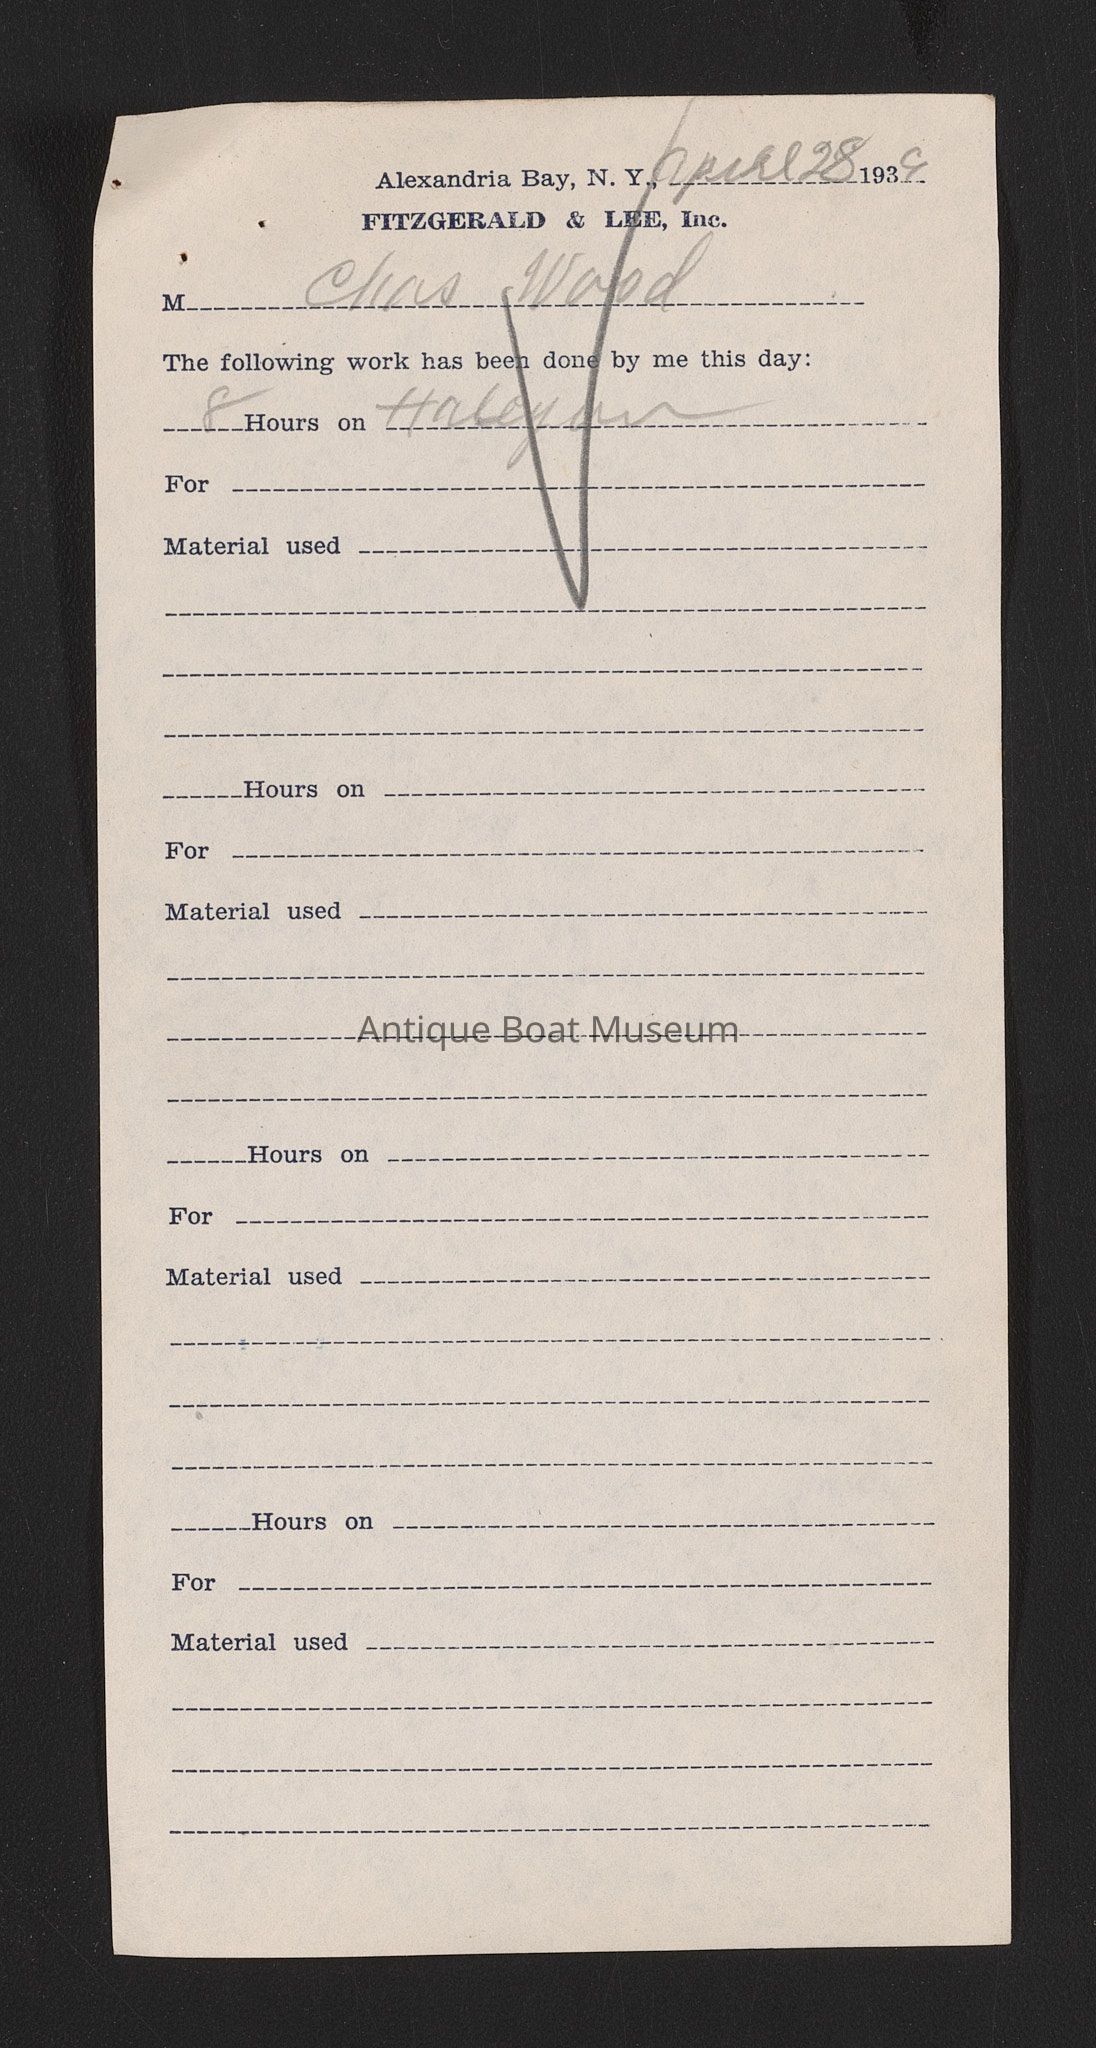 Alexandria Bay, N. Y., April 28 1939
FITZGERALD & LEE, Inc.
M Chas Wood
The following work has been done by me this day:
8 Hours on Halcyon
For
Material used
Hours on
For
Material used
Antique Boat Museum
Hours on
For
Material used
Hours on
For
Material used